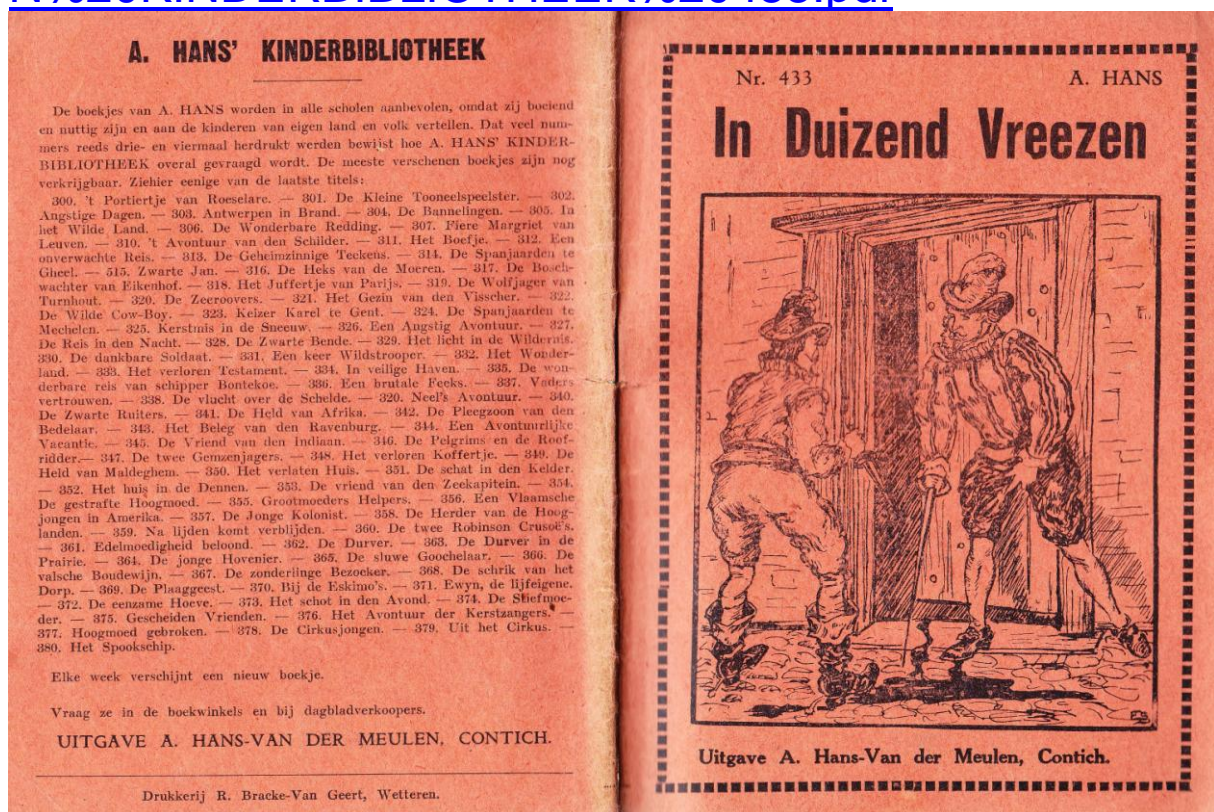 N%20KINDERBIBLIOTHEEK%20433.pdf
A. HANS' KINDERBIBLIOTHEEK
De boekjes van A. HANS worden in alle scholen aanbevolen, omdat zij boeiend
en nuttig zijn en aan de kinderen van eigen land en volk vertellen. Dat veel num-
mers reeds drie- en viermaal herdrukt werden bewijst hoe A. HANS' KINDER-
BIBLIOTHEEK overal gevraagd wordt. De meeste verschenen boekjes zijn nog
verkrijgbaar. Ziehier eenige van de laatste titels:
300. 't Portiertje van Roeselare. — 301. De Kleine Tooneelspeelster. — 302.
Angstige Dagen. — 303. Antwerpen in Brand. — 304. De Bannelingen. — 305. In
het Wilde Land. — 306. De Wonderbare Redding. — 307. Fiere Margriet van
Leuven. — 310. 't Avontuur van den Schilder. — 311. Het Boefje. — 312. Een
onverwachte Reis. — 313. De Geheimzinnige Teekens. — 314. De Spanjaarden te
Gheel. — 515. Zwarte Jan. — 316. De Heks van de Moeren. — 317. De Bosch-
wachter van Eikenhof. — 318. Het Juffertje van Parijs. — 319. De Wolfjager van
Turnhout. — 320. De Zeeroovers. — 321. Het Gezin van den Visscher. — 322.
De Wilde Cow-Boy. — 323. Keizer Karel te Gent. — 324. De Spanjaarden te
Mechelen. — 325. Kerstmis in de Sneeuw. — 326. Een Angstig Avontuur. — 327.
De Reis in den Nacht. — 328. De Zwarte Bende. — 329. Het licht in de Wildernis.
330. De dankbare Soldaat. — 331. Een keer Wildstrooper. — 332. Het Wonder-
land. — 333. Het verloren Testament. — 334. In veilige Haven. — 335. De won-
derbare reis van schipper Bontekoe. — 336. Een brutale Feeks. — 337. Vaders
vertrouwen. — 338. De vlucht over de Schelde. — 320. Neel's Avontuur. — 340.
De Zwarte Ruiters. — 341. De Held van Afrika. — 342. De Pleegzoon van den
Bedelaar. — 343. Het Beleg van den Ravenburg. — 344. Een Avontuurlijke
Vacantie. — 345. De Vriend van den Indiaan. — 346. De Pelgrims en de Roof-
ridder.— 347. De twee Gemzenjagers. — 348. Het verloren Koffertje. — 349. De
Held van Maldeghem. — 350. Het verlaten Huis. — 351. De schat in den Kelder.
— 352. Het huis in de Dennen. — 353. De vriend van den Zeekapitein. — 354.
De gestrafte Hoogmoed. — 355. Grootmoeders Helpers. — 356. Een Vlaamsche
jongen in Amerika. — 357. De Jonge Kolonist. — 358. De Herder van de Hoog-
landen. — 359. Na lijden komt verblijden. — 360. De twee Robinson Crusoë's.
— 361. Edelmoedigheid beloond. — 362. De Durver. — 363. De Durver in de
Prairie. — 364. De jonge Hovenier. — 365. De sluwe Goochelaar. — 366. De
valsche Boudewijn. — 367. De zonderlinge Bezoeker. — 368. De schrik van het
Dorp. — 369. De Plaaggeest. — 370. Bij de Eskimo's. — 371. Ewyn, de lijfeigene.
— 372. De eenzame Hoeve. — 373. Het schot in den Avond. — 374. De Stiefmoe-
der. — 375. Gescheiden Vrienden. — 376. Het Avontuur der Kerstzangers. —
377. Hoogmoed gebroken. — 378. De Cirkusjongen. — 379. Uit het Cirkus. —
380. Het Spookschip.
Elke week verschijnt een nieuw boekje.
Vraag ze in de boekwinkels en bij dagbladverkoopers.
UITGAVE A. HANS-VAN DER MEULEN, CONTICH.
Drukkerij R. Bracke-Van Geert, Wetteren.
Nr. 433 A. HANS
In Duizend Vreezen
Uitgave A. Hans-Van der Meulen, Contich.